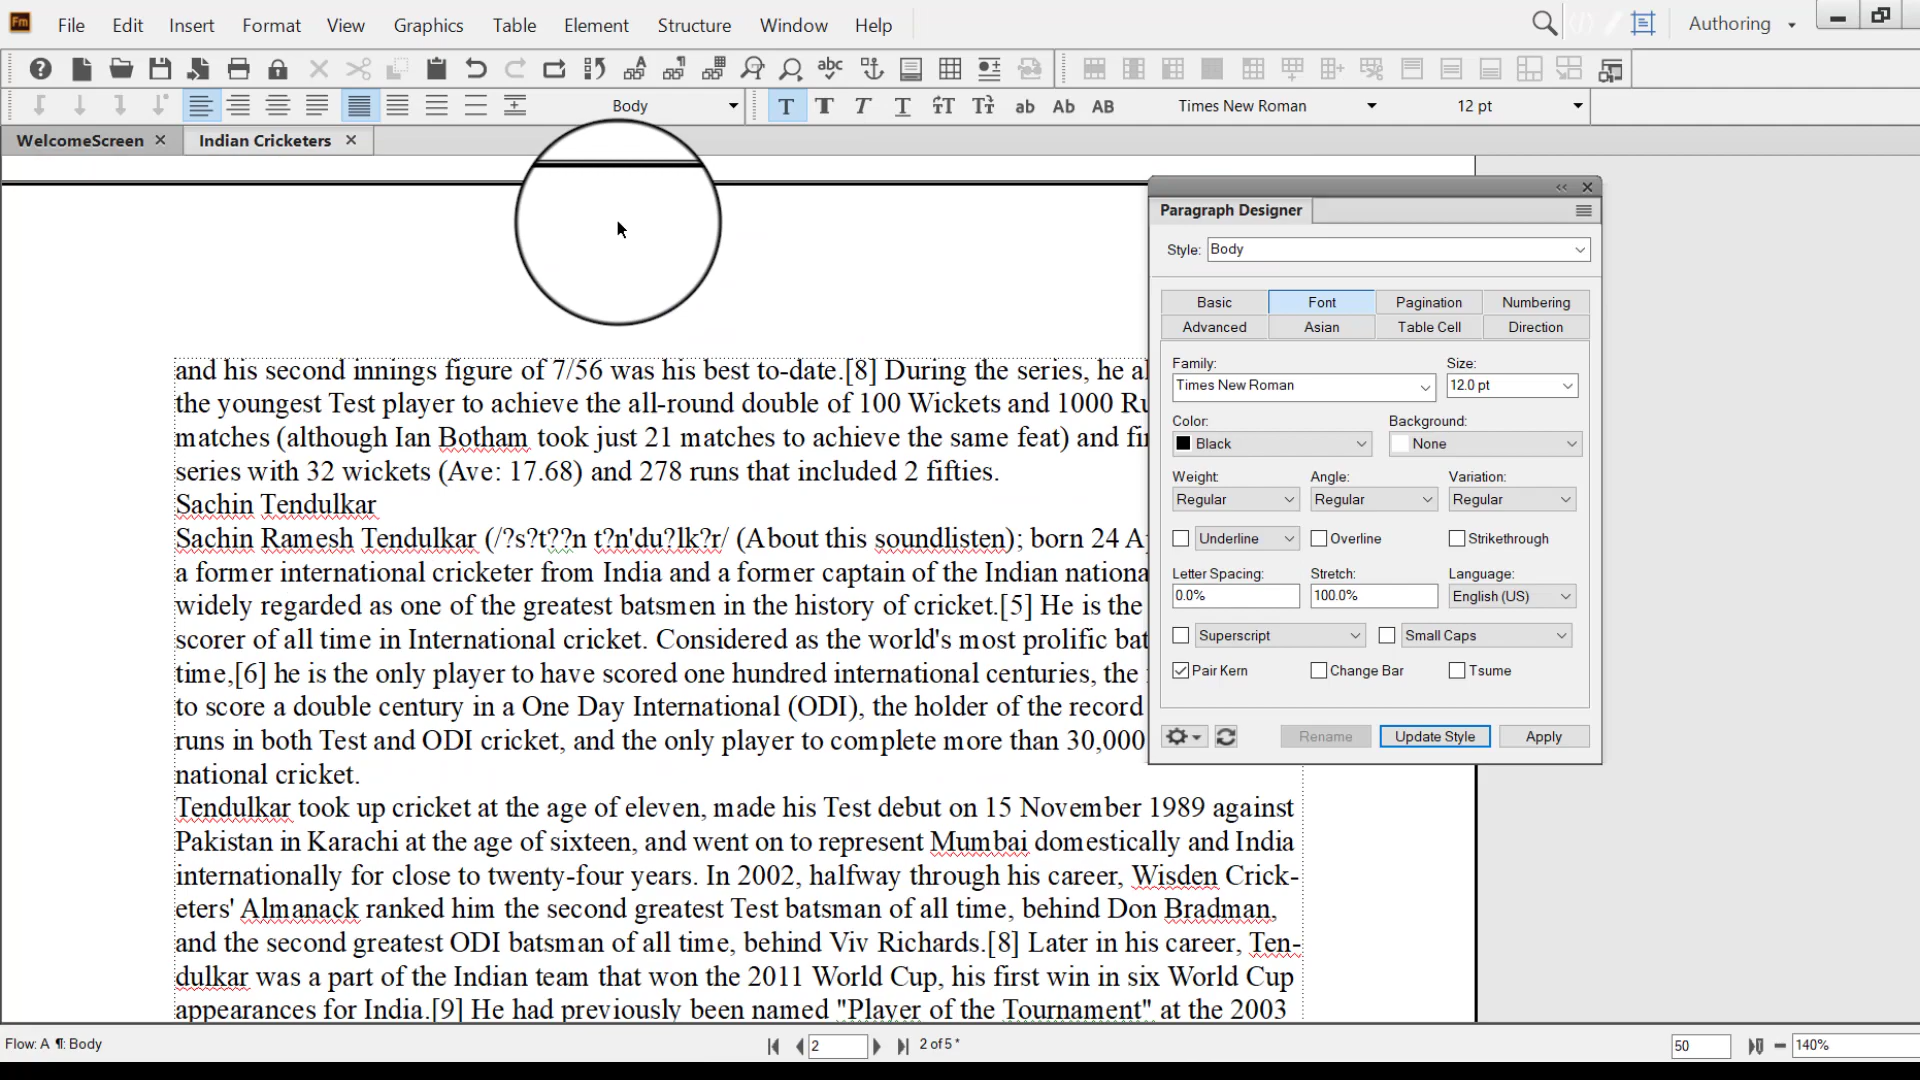 Fm File Edit Insert Format View Graphics Table Element Structure Window Help Authoring
abc
Body T T T T T T ab Ab AB Times New Roman 12 pt
WelcomeScreen Indian Cricketers
Paragraph Designer
Style: Body
Basic Font Pagination Numbering
Advanced Asian Table Cell Direction
Family: Size:
Times New Roman 12.0 pt
Color: Background:
Black None
Weight: Angle: Variation:
Regular Regular Regular
Underline Overline Strikethrough
Letter Spacing: Stretch: Language:
0.0% 100.0% English (US)
Superscript Small Caps
Pair Kern Change Bar Tsume
Rename Update Style Apply
and his second innings figure of 7/56 was his best to-date.[8] During the series, he al
the youngest Test player to achieve the all-round double of 100 Wickets and 1000 Ru
matches (although Ian Botham took just 21 matches to achieve the same feat) and fi
series with 32 wickets (Ave: 17.68) and 278 runs that included 2 fifties.
Sachin Tendulkar
Sachin Ramesh Tendulkar (/?s?t??n t?n'du?lk?r/ (About this soundlisten); born 24 A
a former international cricketer from India and a former captain of the Indian nationa
widely regarded as one of the greatest batsmen in the history of cricket.[5] He is the
scorer of all time in International cricket. Considered as the world's most prolific bat
time,[6] he is the only player to have scored one hundred international centuries, the
to score a double century in a One Day International (ODI), the holder of the record
runs in both Test and ODI cricket, and the only player to complete more than 30,000
national cricket.
Tendulkar took up cricket at the age of eleven, made his Test debut on 15 November 1989 against
Pakistan in Karachi at the age of sixteen, and went on to represent Mumbai domestically and India
internationally for close to twenty-four years. In 2002, halfway through his career, Wisden Crick-
eters' Almanack ranked him the second greatest Test batsman of all time, behind Don Bradman,
and the second greatest ODI batsman of all time, behind Viv Richards.[8] Later in his career, Ten-
dulkar was a part of the Indian team that won the 2011 World Cup, his first win in six World Cup
appearances for India.[9] He had previously been named "Player of the Tournament" at the 2003
Flow: A ¶: Body 2 2 of 5 * 50 140%